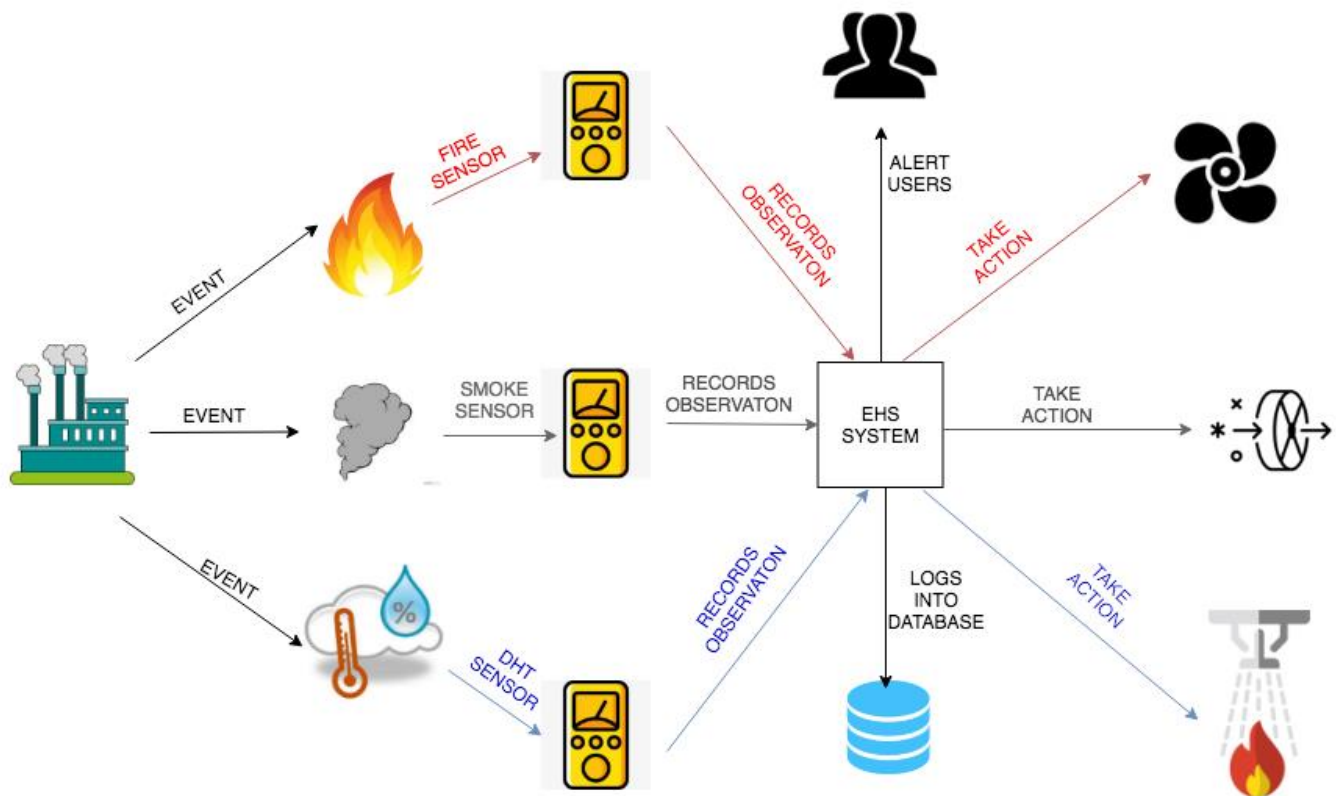 FIRE
SENSOR
RECORDS
OBSERVATON
ALERT
USERS
TAKE
ACTION
EVENT
EVENT
SMOKE
SENSOR
RECORDS
OBSERVATON
EHS
SYSTEM
TAKE
ACTION
EVENT
%
DHT
SENSOR
RECORDS
OBSERVATON
LOGS
INTO
DATABASE
TAKE
ACTION